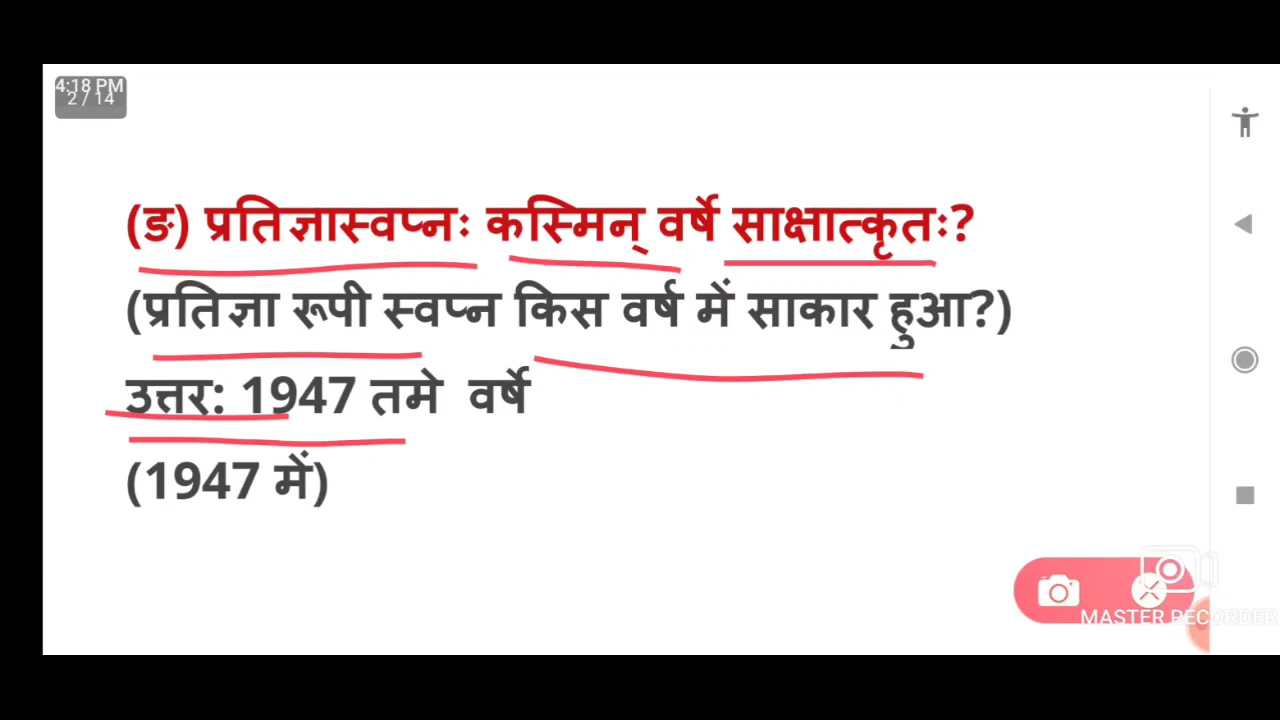 4:18 PM
2 / 14
(ङ) प्रतिज्ञास्वप्नः कस्मिन् वर्षे साक्षात्कृतः?
(प्रतिज्ञा रूपी स्वप्न किस वर्ष में साकार हुआ?)
उत्तर: 1947 तमे वर्षे
(1947 में)
MASTER RECORDER